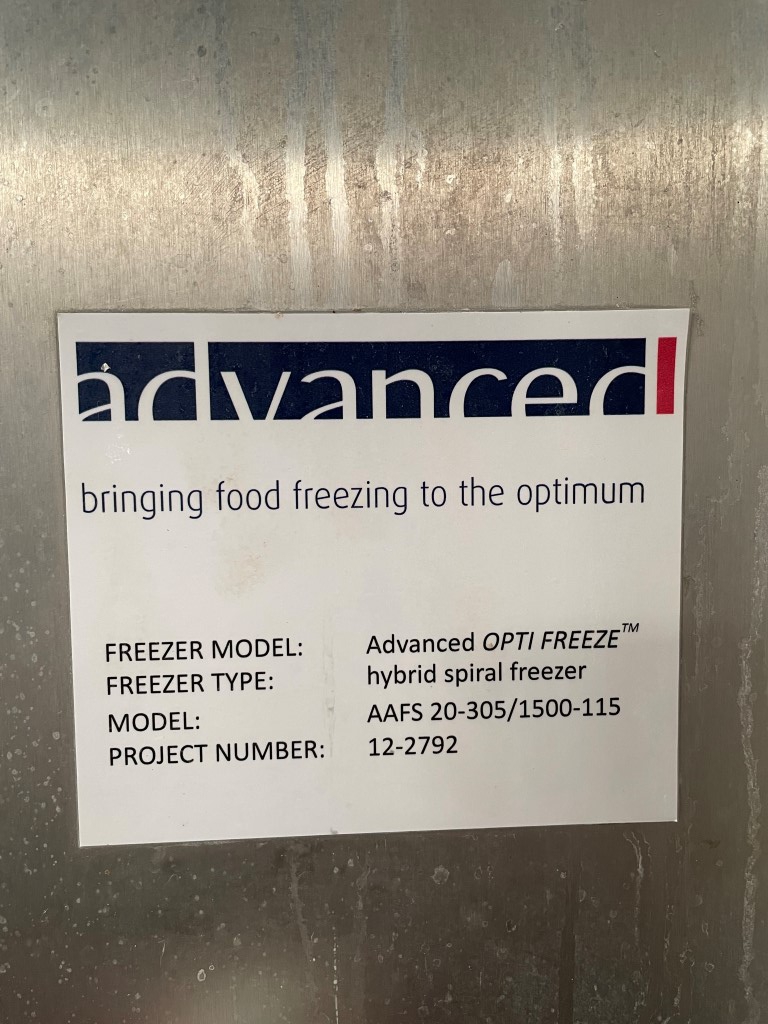 advanced
bringing food freezing to the optimum
FREEZER MODEL: Advanced OPTI FREEZE™
FREEZER TYPE: hybrid spiral freezer
MODEL: AAFS 20-305/1500-115
PROJECT NUMBER: 12-2792